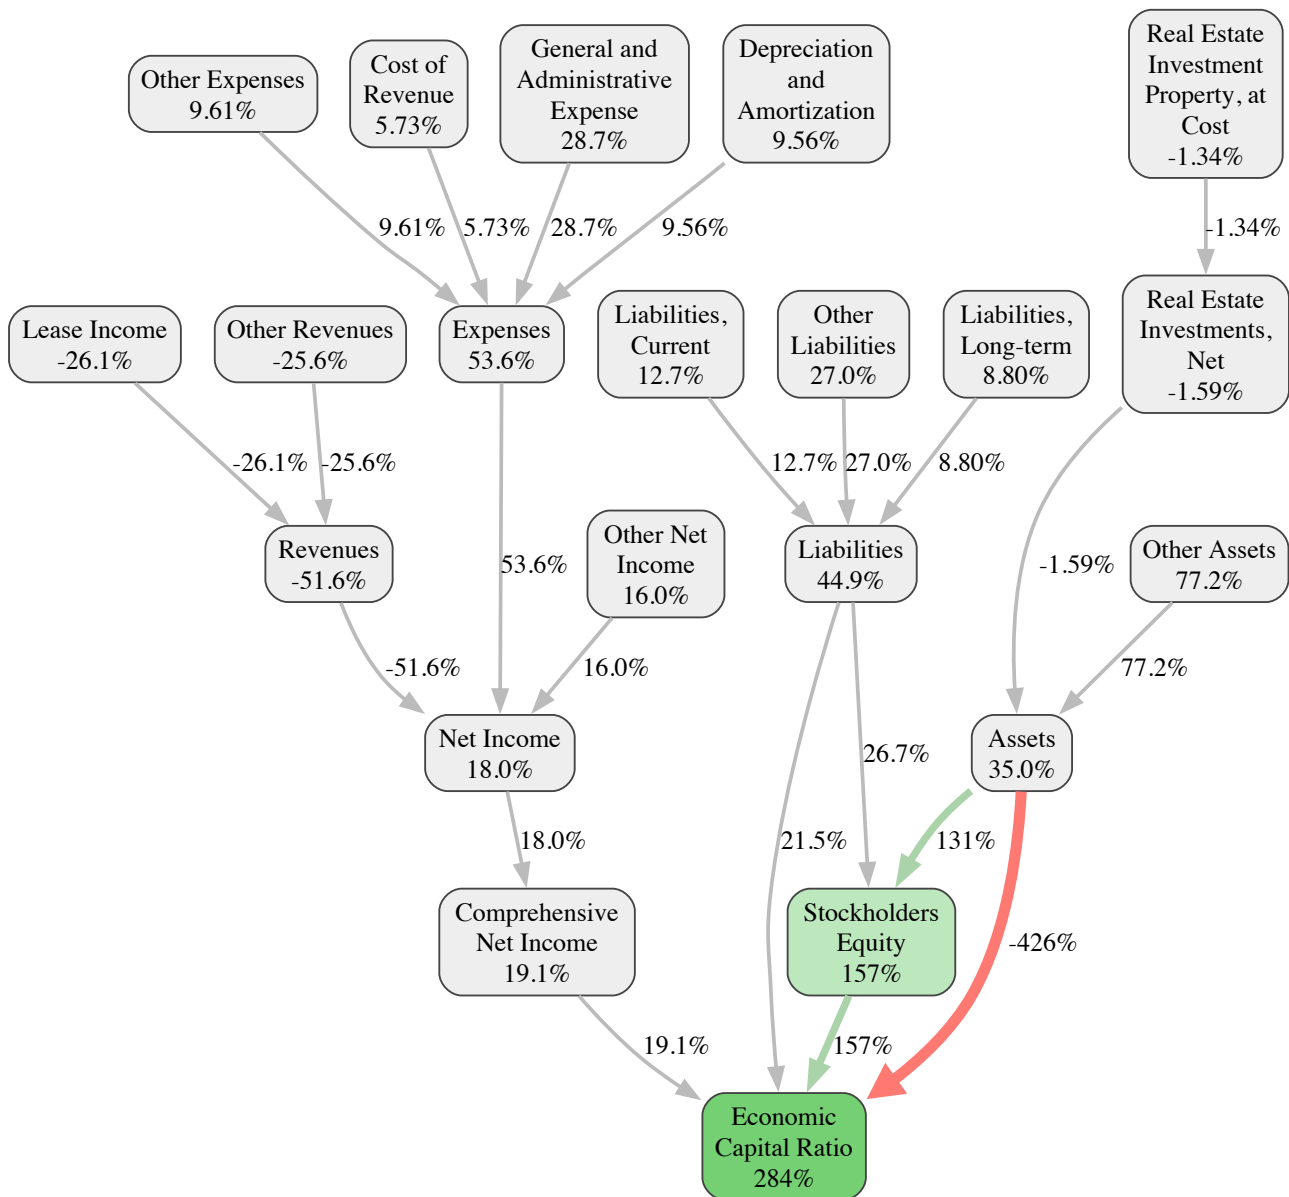 Other Expenses
9.61%
Cost of
Revenue
5.73%
General and
Administrative
Expense
28.7%
Depreciation
and
Amortization
9.56%
Real Estate
Investment
Property, at
Cost
-1.34%
9.61%
5.73%
28.7%
9.56%
-1.34%
Lease Income
-26.1%
Other Revenues
-25.6%
Expenses
53.6%
Liabilities,
Current
12.7%
Other
Liabilities
27.0%
Liabilities,
Long-term
8.80%
Real Estate
Investments,
Net
-1.59%
-26.1%
-25.6%
12.7%
27.0%
8.80%
Revenues
-51.6%
53.6%
Other Net
Income
16.0%
Liabilities
44.9%
-1.59%
Other Assets
77.2%
-51.6%
16.0%
77.2%
Net Income
18.0%
26.7%
Assets
35.0%
18.0%
21.5%
131%
Comprehensive
Net Income
19.1%
Stockholders
Equity
157%
-426%
19.1%
157%
Economic
Capital Ratio
284%